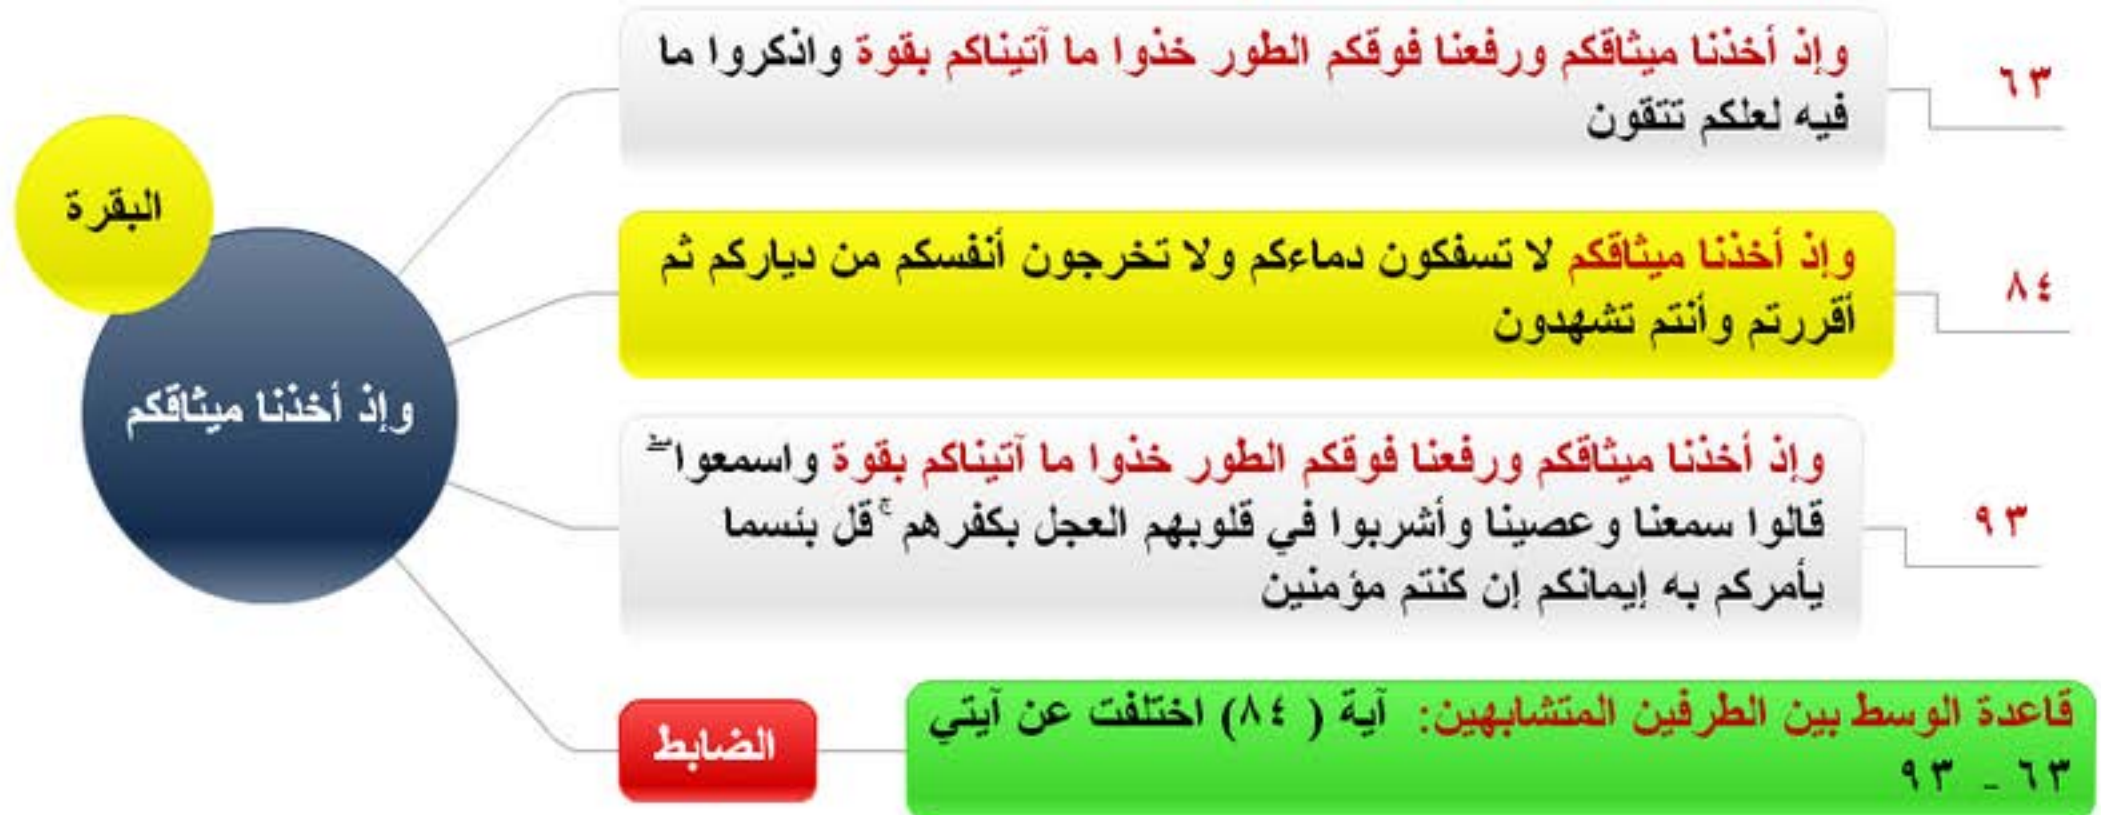 البقرة
وإذ أخذنا ميثاقكم
٦٣
وإذ أخذنا ميثاقكم ورفعنا فوقكم الطور خذوا ما آتيناكم بقوة واذكروا ما
فيه لعلكم تتقون
٨٤
وإذ أخذنا ميثاقكم لا تسفكون دماءكم ولا تخرجون أنفسكم من دياركم ثم
أقررتم وأنتم تشهدون
٩٣
وإذ أخذنا ميثاقكم ورفعنا فوقكم الطور خذوا ما آتيناكم بقوة واسمعوا ۖ
قالوا سمعنا وعصينا وأشربوا في قلوبهم العجل بكفرهم ۚ قل بئسما
يأمركم به إيمانكم إن كنتم مؤمنين
الضابط
قاعدة الوسط بين الطرفين المتشابهين: آية ( ٨٤) اختلفت عن آيتي
٦٣ - ٩٣